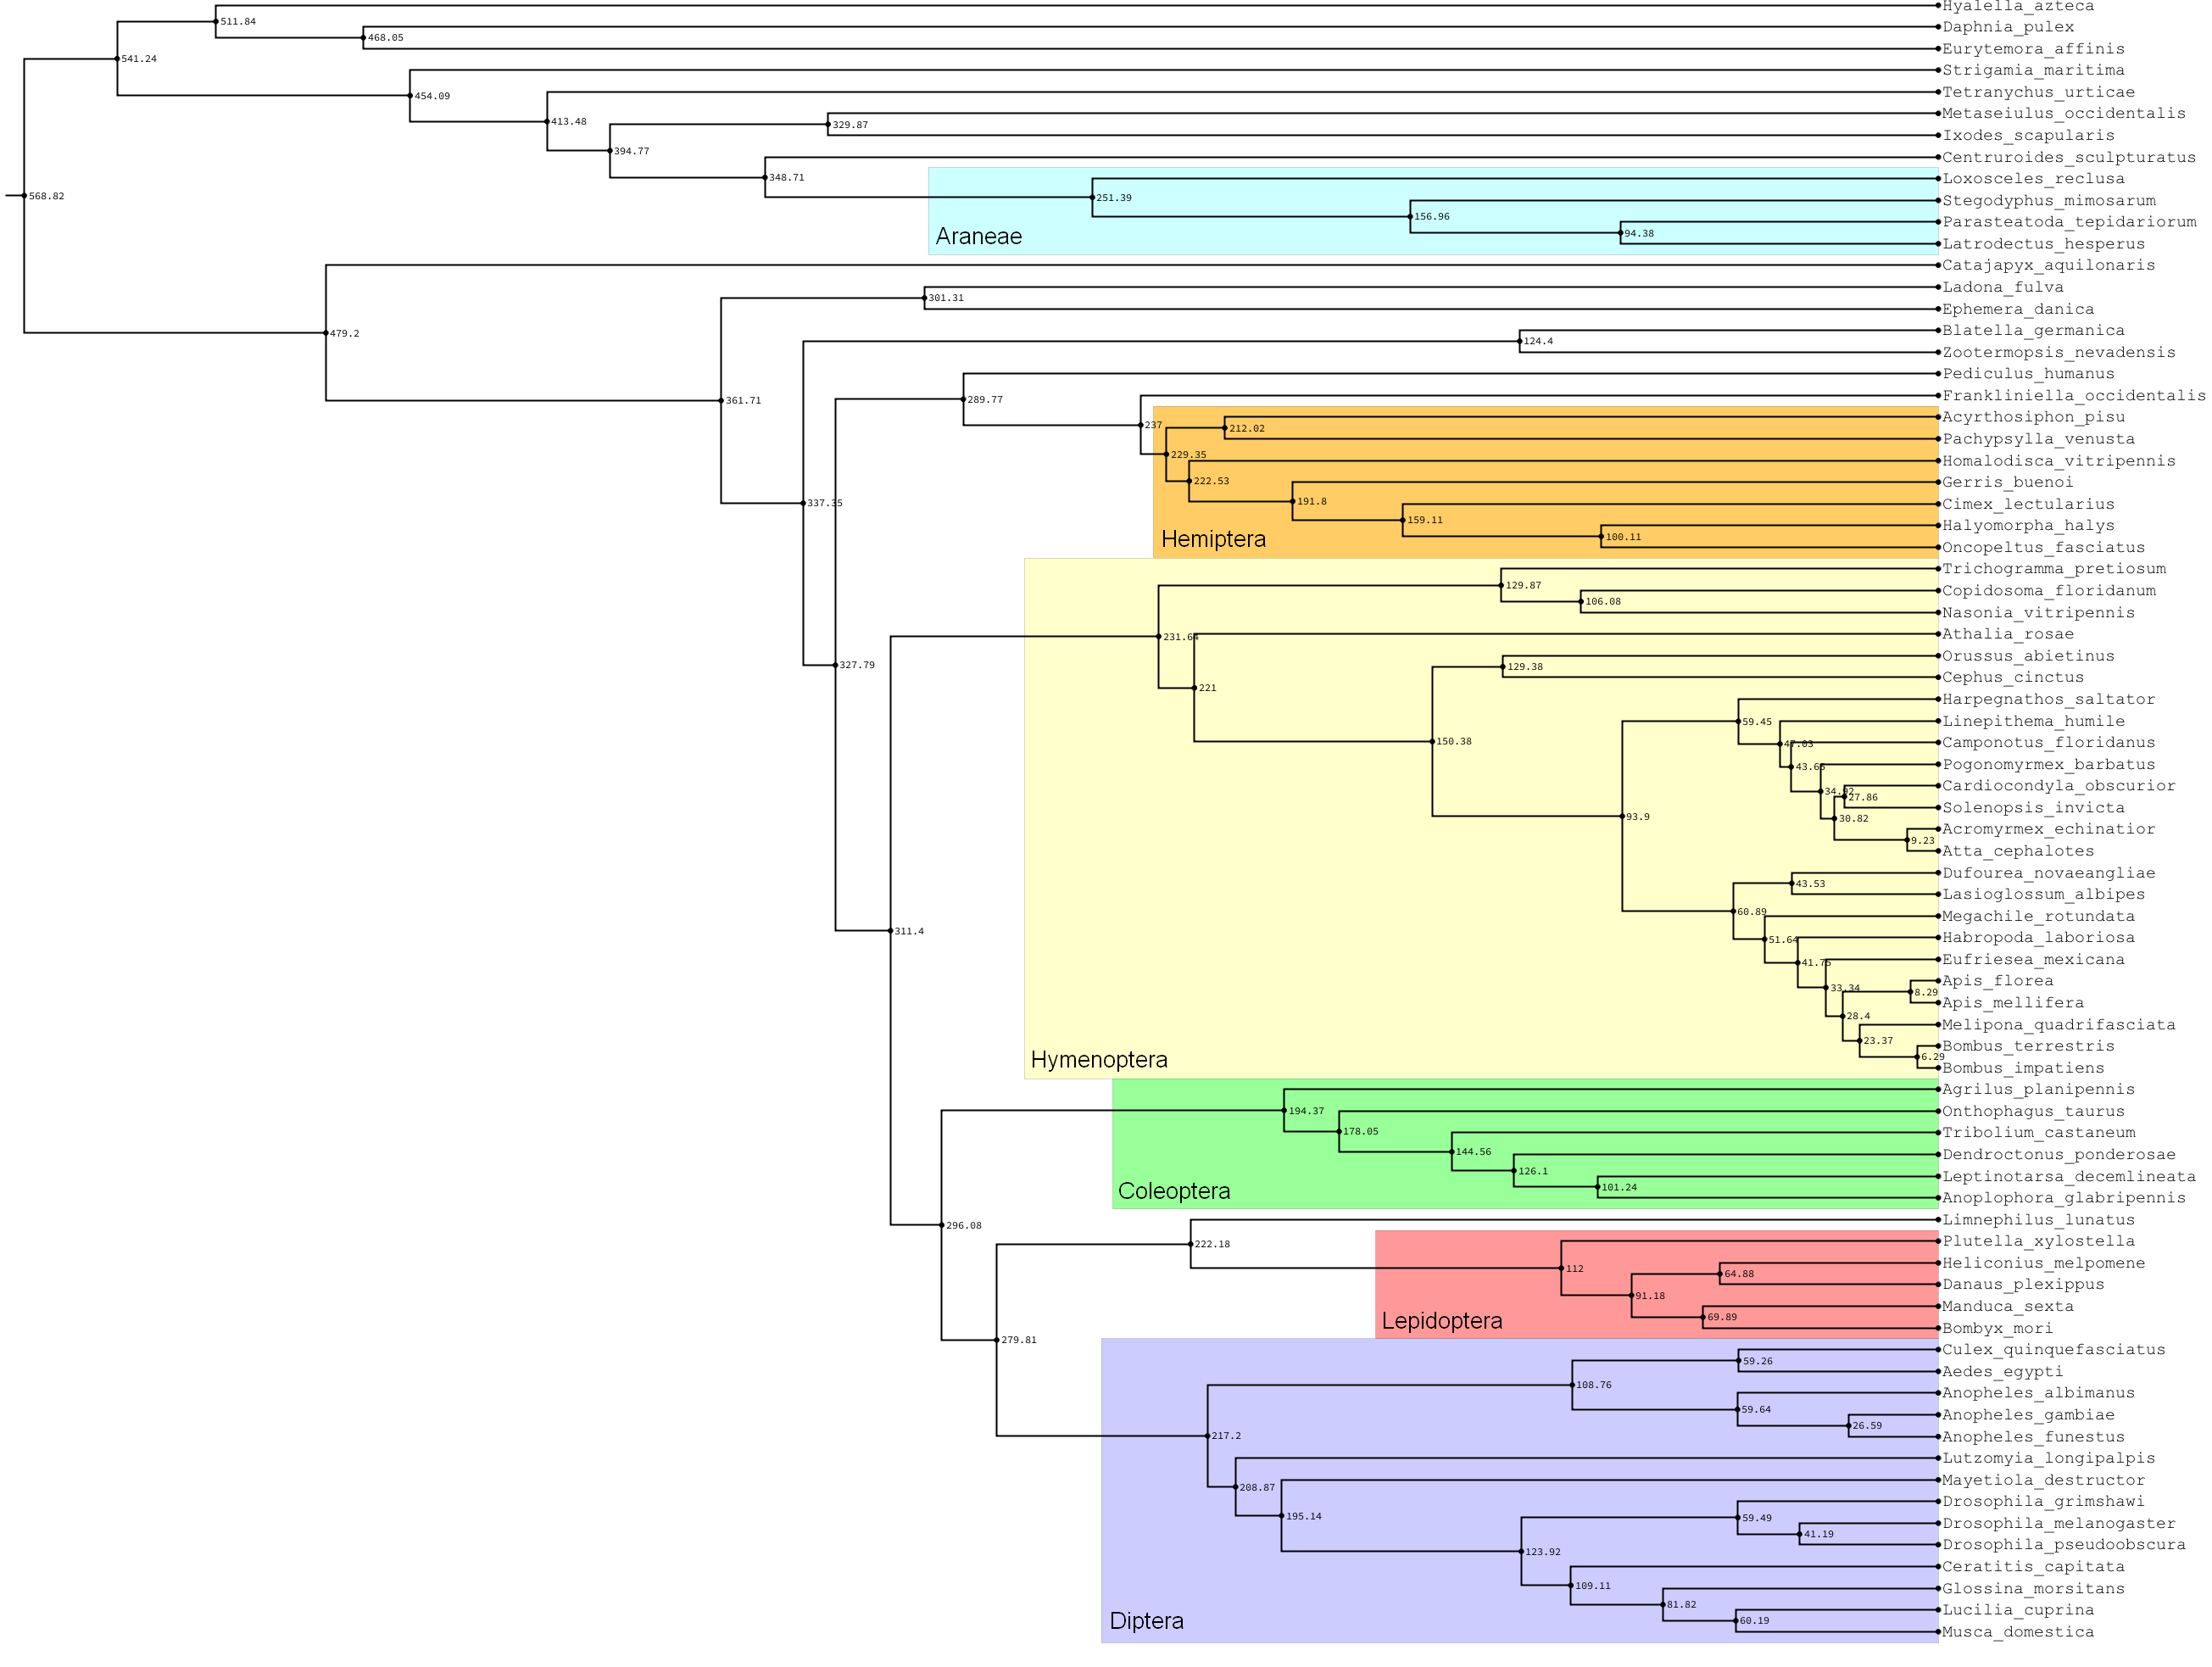 Hyalella_azteca
511.84
Daphnia_pulex
468.05
Eurytemora_affinis
541.24
Strigamia_maritima
454.09
Tetranychus_urticae
413.48
Metaseiulus_occidentalis
329.87
Ixodes_scapularis
394.77
Centruroides_sculpturatus
348.71
Loxosceles_reclusa
568.82
251.39
Stegodyphus_mimosarum
156.96
Parasteatoda_tepidariorum
94.38
Araneae
Latrodectus_hesperus
Catajapyx_aquilonaris
Ladona_fulva
301.31
Ephemera_danica
479.2
Blatella_germanica
124.4
Zootermopsis_nevadensis
Pediculus_humanus
361.71
289.77
Frankliniella_occidentalis
Acyrthosiphon_pisu
237
212.02
Pachypsylla_venusta
229.35
Homalodisca_vitripennis
222.53
Gerris_buenoi
337.35
191.8
Cimex_lectularius
159.11
Halyomorpha_halys
100.11
Hemiptera
Oncopeltus_fasciatus
Trichogramma_pretiosum
129.87
Copidosoma_floridanum
106.08
Nasonia_vitripennis
231.64
Athalia_rosae
Orussus_abietinus
327.79
129.38
Cephus_cinctus
221
Harpegnathos_saltator
59.45
Linepithema_humile
150.38
47.03
Camponotus_floridanus
43.65
Pogonomyrmex_barbatus
34.92
Cardiocondyla_obscurior
27.86
Solenopsis_invicta
93.9
30.82
Acromyrmex_echinatior
9.23
Atta_cephalotes
Dufourea_novaeangliae
43.53
Lasioglossum_albipes
60.89
Megachile_rotundata
311.4
51.64
Habropoda_laboriosa
41.75
Eufriesea_mexicana
33.34
Apis_florea
8.29
Apis_mellifera
28.4
Melipona_quadrifasciata
23.37
Bombus_terrestris
6.29
Hymenoptera
Bombus_impatiens
Agrilus_planipennis
194.37
Onthophagus_taurus
178.05
Tribolium_castaneum
144.56
Dendroctonus_ponderosae
126.1
Leptinotarsa_decemlineata
101.24
Coleoptera
Anoplophora_glabripennis
Limnephilus_lunatus
296.08
222.18
Plutella_xylostella
112
Heliconius_melpomene
64.88
Danaus_plexippus
91.18
Manduca_sexta
69.89
Lepidoptera
Bombyx_mori
279.81
Culex_quinquefasciatus
59.26
Aedes_egypti
108.76
Anopheles_albimanus
59.64
Anopheles_gambiae
26.59
Anopheles_funestus
217.2
Lutzomyia_longipalpis
208.87
Mayetiola_destructor
Drosophila_grimshawi
195.14
59.49
Drosophila_melanogaster
41.19
Drosophila_pseudoobscura
123.92
Ceratitis_capitata
109.11
Glossina_morsitans
81.82
Lucilia_cuprina
60.19
Diptera
Musca_domestica